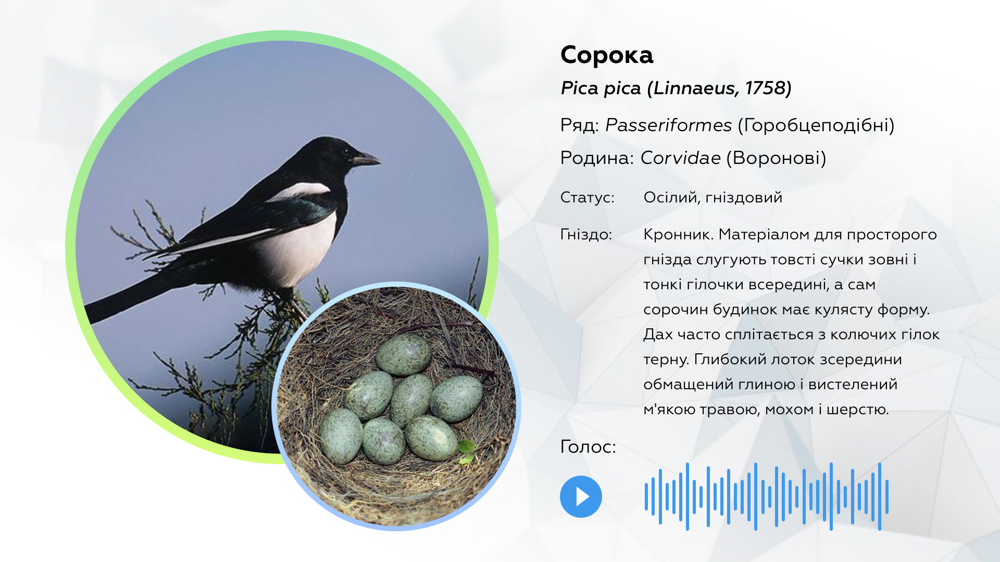 Сорока
Pica pica (Linnaeus, 1758)
Ряд: Passeriformes (Горобцеподібні)
Родина: Corvidae (Воронові)
Статус: Осілий, гніздовий
Гніздо: Кронник. Матеріалом для просторого
гнізда слугують товсті сучки зовні і
тонкі гілочки всередині, а сам
сорочин будинок має кулясту форму.
Дах часто сплітається з колючих гілок
терну. Глибокий лоток зсередини
обмащений глиною і вистелений
м'якою травою, мохом і шерстю.
Голос: